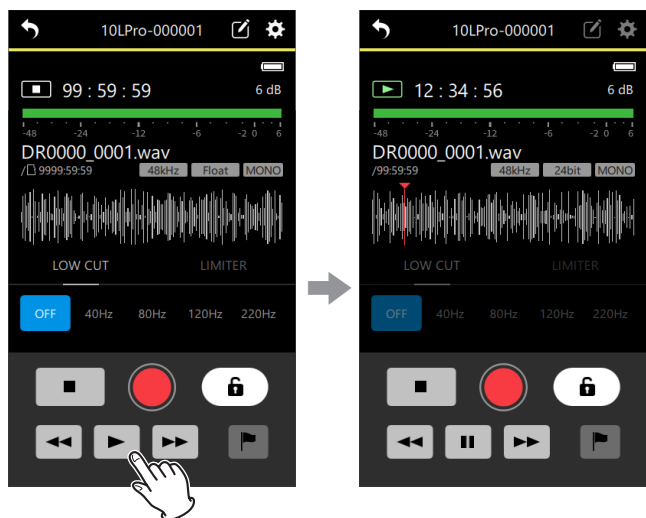 10LPro-000001
99 : 59 : 59 6 dB
-48 -24 -12 -6 -2 0 6
DR0000_0001.wav
/ 9999:59:59 48kHz Float MONO
LOW CUT LIMITER
OFF 40Hz 80Hz 120Hz 220Hz
10LPro-000001
12 : 34 : 56 6 dB
-48 -24 -12 -6 -2 0 6
DR0000_0001.wav
/99:59:59 48kHz 24bit MONO
LOW CUT LIMITER
OFF 40Hz 80Hz 120Hz 220Hz